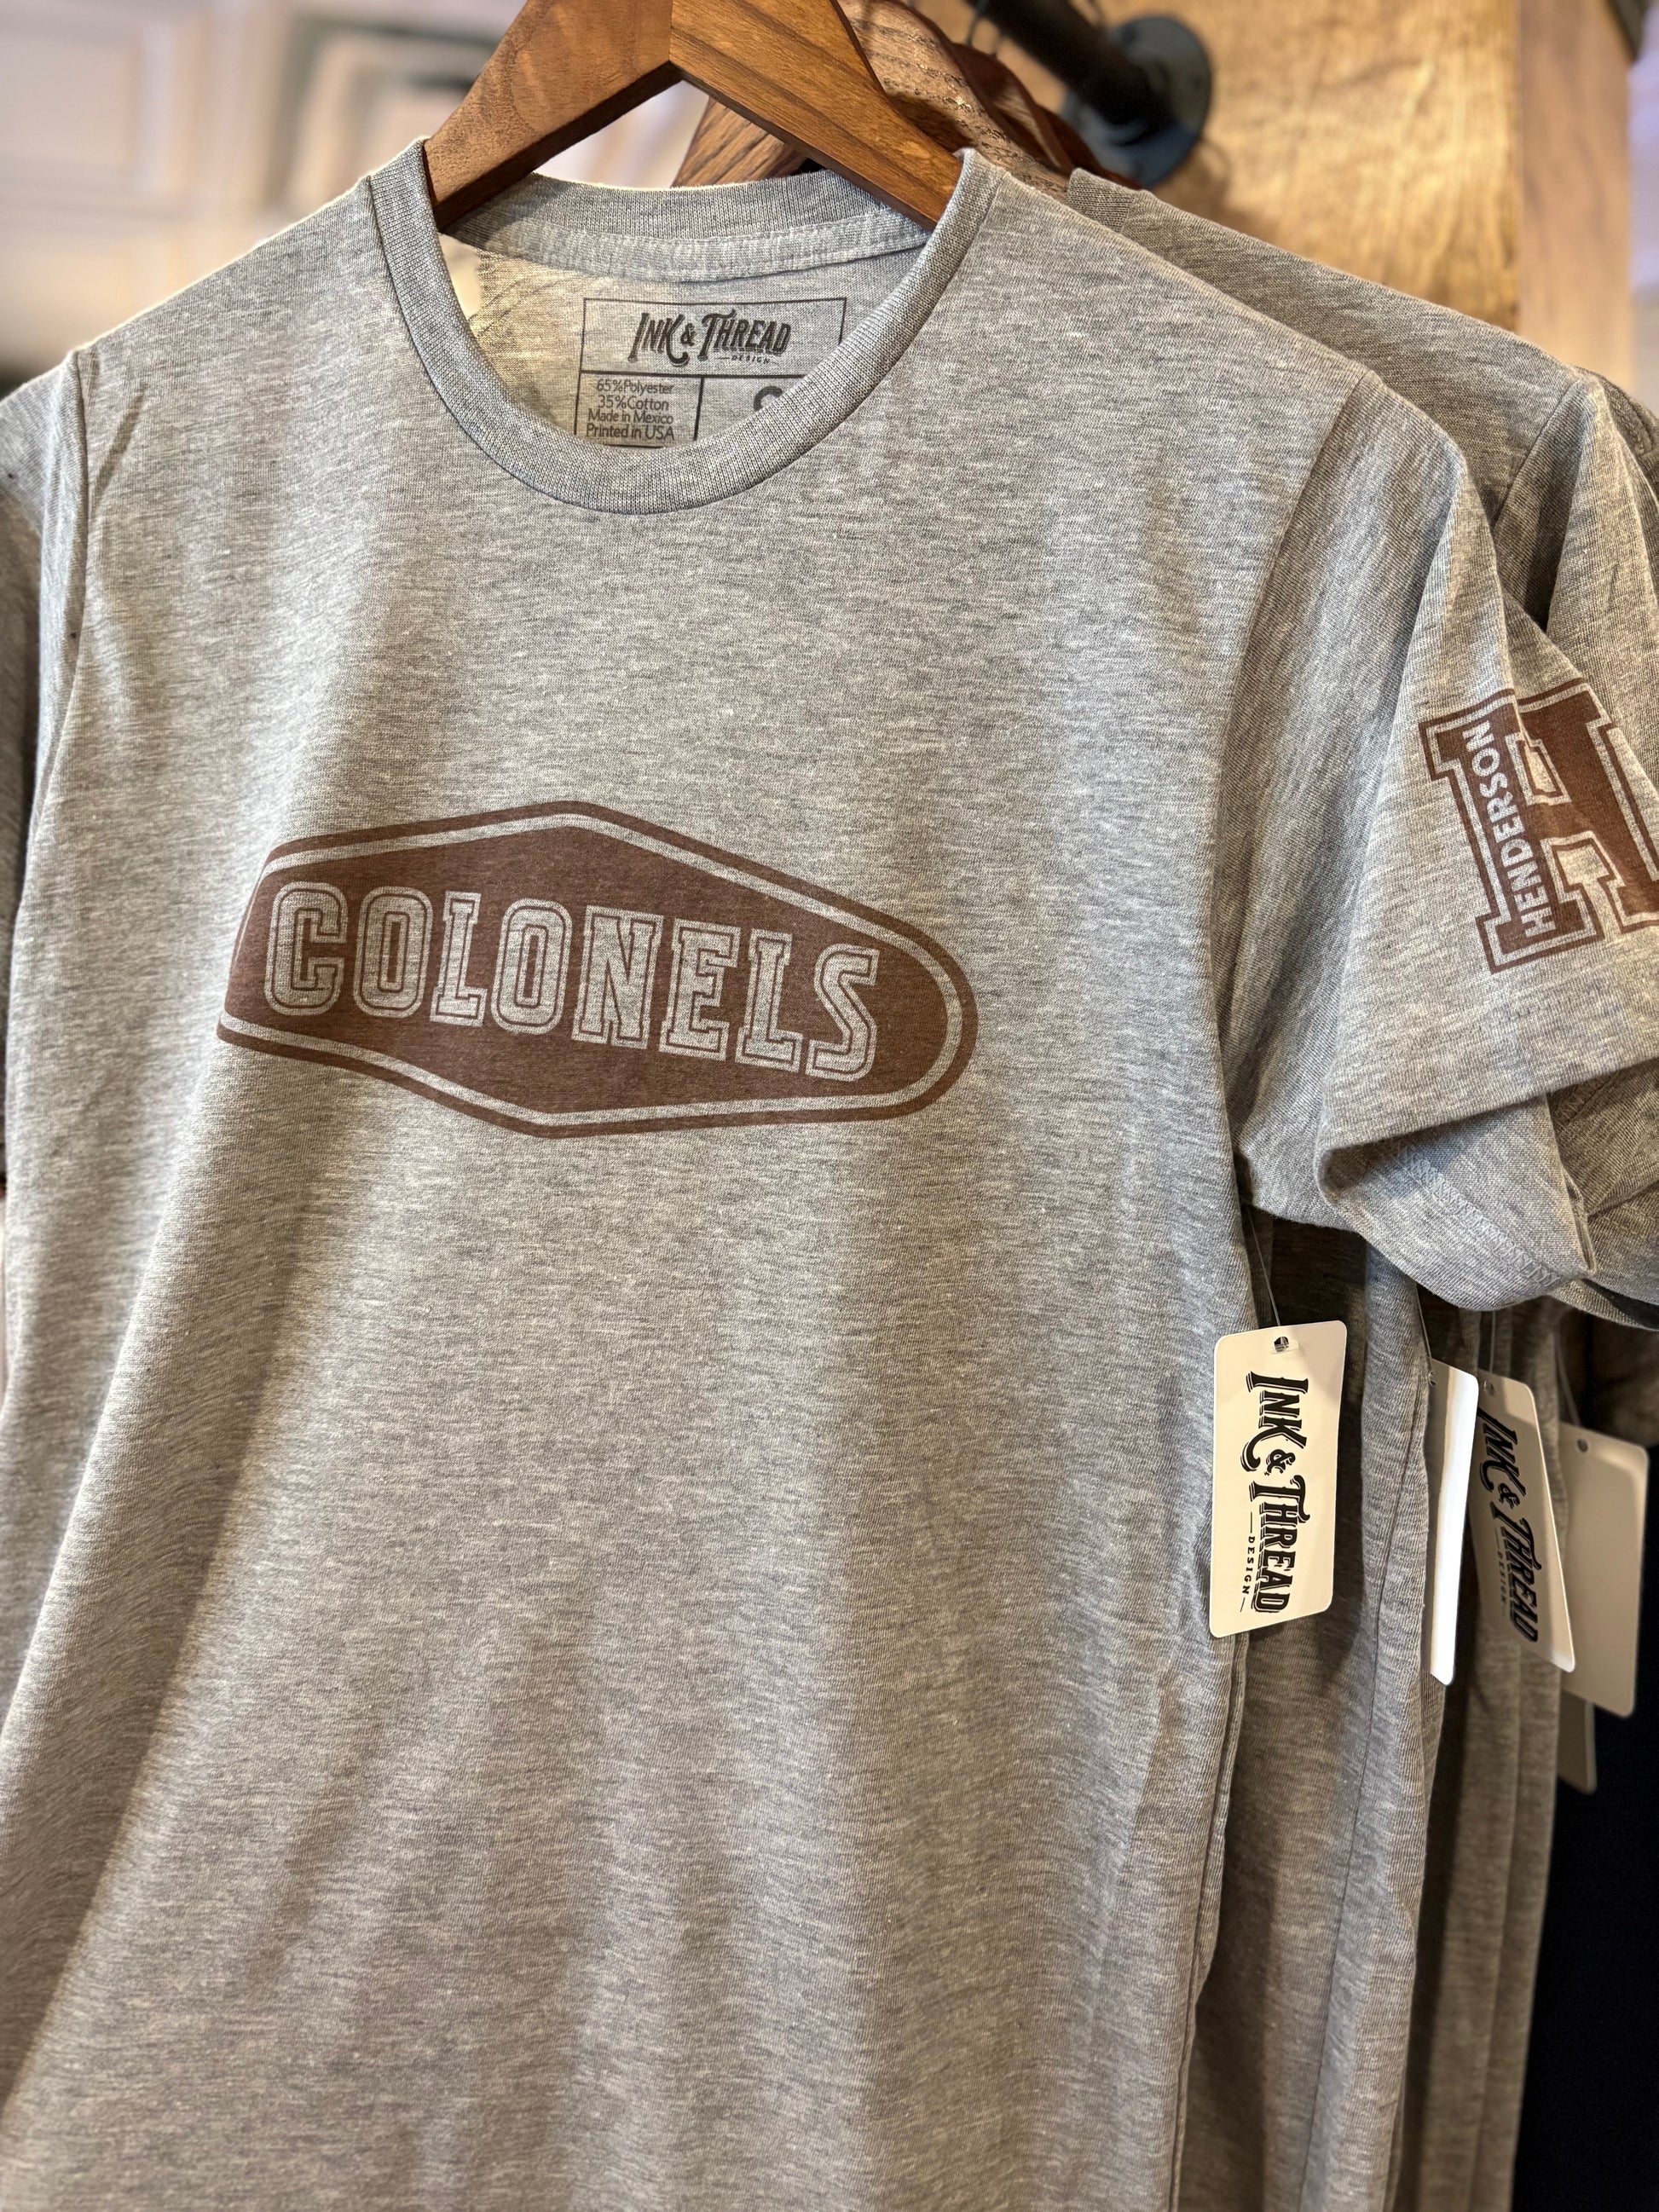 INK & THREAD
DESIGN
65%Polyester
35%Cotton
Made in Mexico
Printed in USA
COLONELS
H
HENDERSON
INK & THREAD
DESIGN
INK & THREAD
DESIGN